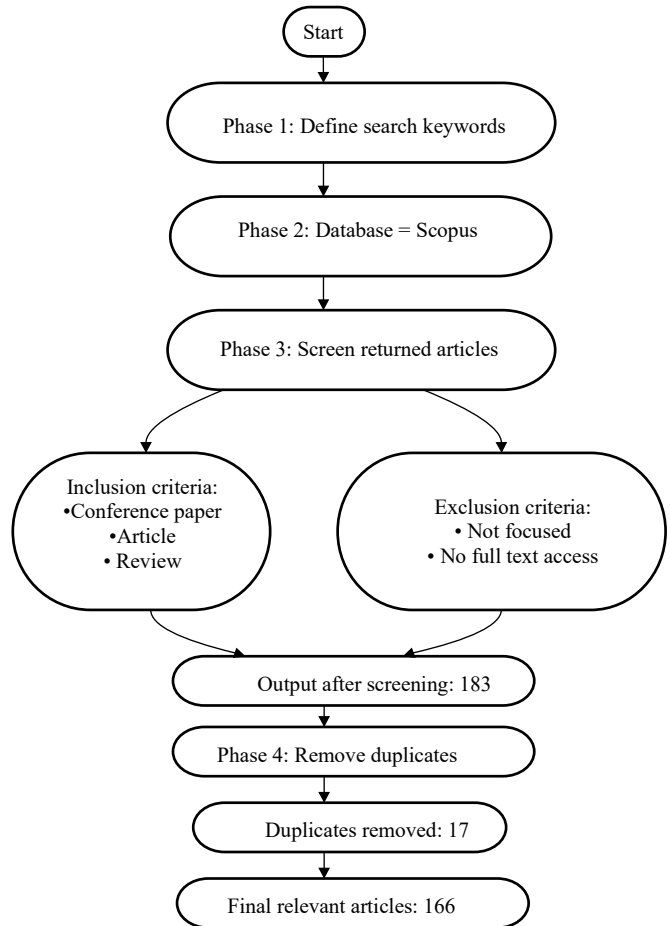 Start
Phase 1: Define search keywords
Phase 2: Database = Scopus
Phase 3: Screen returned articles
Inclusion criteria:
•Conference paper
•Article
• Review
Exclusion criteria:
• Not focused
• No full text access
Output after screening: 183
Phase 4: Remove duplicates
Duplicates removed: 17
Final relevant articles: 166